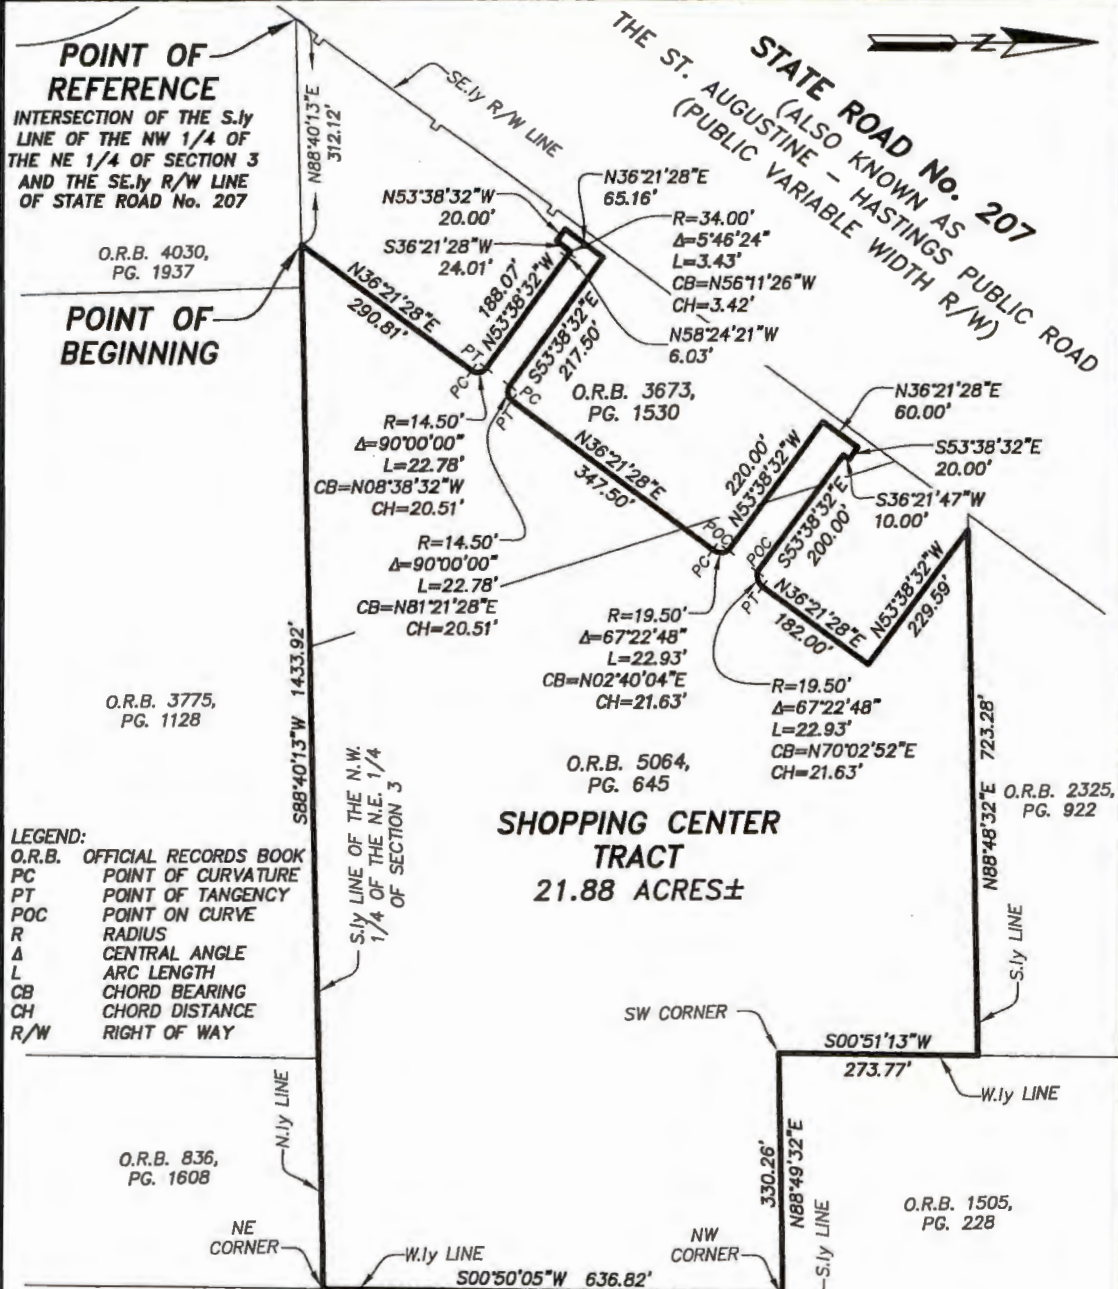 POINT OF
REFERENCE
INTERSECTION OF THE S.ly
LINE OF THE NW 1/4 OF
THE NE 1/4 OF SECTION 3
AND THE SE.ly R/W LINE
OF STATE ROAD No. 207
N88°40'13"E
312.12'
SE.ly R/W LINE
STATE ROAD No. 207
(ALSO KNOWN AS
THE ST. AUGUSTINE - HASTINGS PUBLIC ROAD
(PUBLIC VARIABLE WIDTH R/W)
N
O.R.B. 4030,
PG. 1937
POINT OF
BEGINNING
N36°21'28"E
290.81'
N53°38'32"W
20.00'
S36°21'28"W
24.01'
188.07'
N53°38'32"W
N36°21'28"E
65.16'
R=34.00'
Δ=5°46'24"
L=3.43'
CB=N56°11'26"W
CH=3.42'
N58°24'21"W
6.03'
S53°38'32"E
217.50'
PT
PC
PC
PT
O.R.B. 3673,
PG. 1530
R=14.50'
Δ=90°00'00"
L=22.78'
CB=N08°38'32"W
CH=20.51'
R=14.50'
Δ=90°00'00"
L=22.78'
CB=N81°21'28"E
CH=20.51'
N36°21'28"E
347.50'
220.00'
N53°38'32"W
N36°21'28"E
60.00'
S53°38'32"E
20.00'
S36°21'47"W
10.00'
S53°38'32"E
200.00'
POC
PC
POC
PT
N36°21'28"E
182.00'
N53°38'32"W
229.59'
R=19.50'
Δ=67°22'48"
L=22.93'
CB=N02°40'04"E
CH=21.63'
R=19.50'
Δ=67°22'48"
L=22.93'
CB=N70°02'52"E
CH=21.63'
S88°40'13"W 1433.92'
O.R.B. 3775,
PG. 1128
S.ly LINE OF THE N.W.
1/4 OF THE N.E. 1/4
OF SECTION 3
O.R.B. 5064,
PG. 645
SHOPPING CENTER
TRACT
21.88 ACRES±
N88°48'32"E 723.28'
O.R.B. 2325,
PG. 922
S.ly LINE
LEGEND:
O.R.B. OFFICIAL RECORDS BOOK
PC POINT OF CURVATURE
PT POINT OF TANGENCY
POC POINT ON CURVE
R RADIUS
Δ CENTRAL ANGLE
L ARC LENGTH
CB CHORD BEARING
CH CHORD DISTANCE
R/W RIGHT OF WAY
SW CORNER
S00°51'13"W
273.77'
W.ly LINE
N.ly LINE
O.R.B. 836,
PG. 1608
330.26'
N88°49'32"E
S.ly LINE
O.R.B. 1505,
PG. 228
NE
CORNER
W.ly LINE
S00°50'05"W 636.82'
NW
CORNER